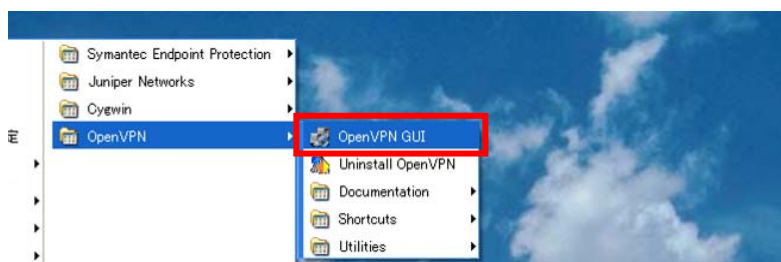 Symantec Endpoint Protection
Juniper Networks
Cygwin
OpenVPN
OpenVPN GUI
Uninstall OpenVPN
Documentation
Shortcuts
Utilities